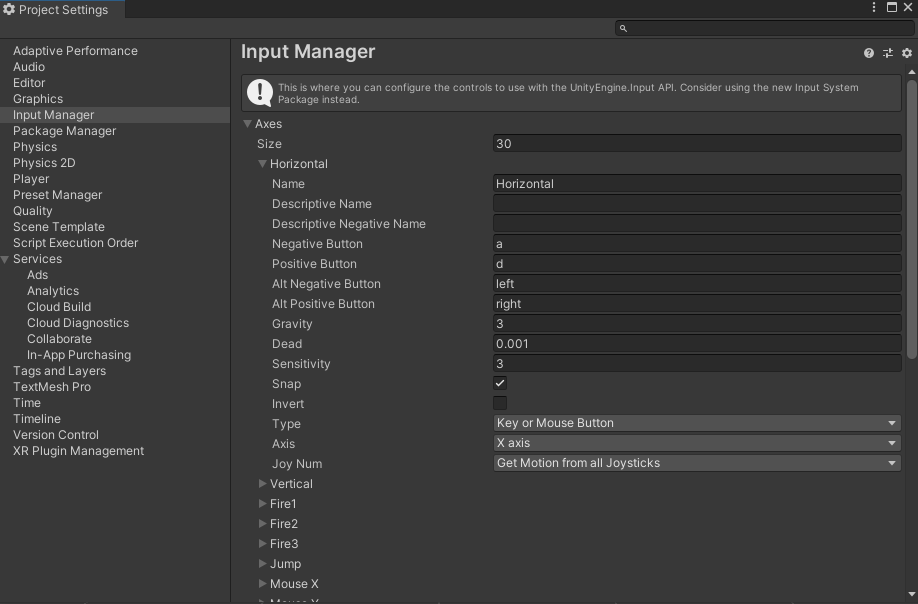 Project Settings
Adaptive Performance
Audio
Editor
Graphics
Input Manager
Package Manager
Physics
Physics 2D
Player
Preset Manager
Quality
Scene Template
Script Execution Order
Services
Ads
Analytics
Cloud Build
Cloud Diagnostics
Collaborate
In-App Purchasing
Tags and Layers
TextMesh Pro
Time
Timeline
Version Control
XR Plugin Management
Input Manager
This is where you can configure the controls to use with the UnityEngine.Input API. Consider using the new Input System
Package instead.
Axes
Size 30
Horizontal
Name Horizontal
Descriptive Name
Descriptive Negative Name
Negative Button a
Positive Button d
Alt Negative Button left
Alt Positive Button right
Gravity 3
Dead 0.001
Sensitivity 3
Snap
Invert
Type Key or Mouse Button
Axis X axis
Joy Num Get Motion from all Joysticks
Vertical
Fire1
Fire2
Fire3
Jump
Mouse X